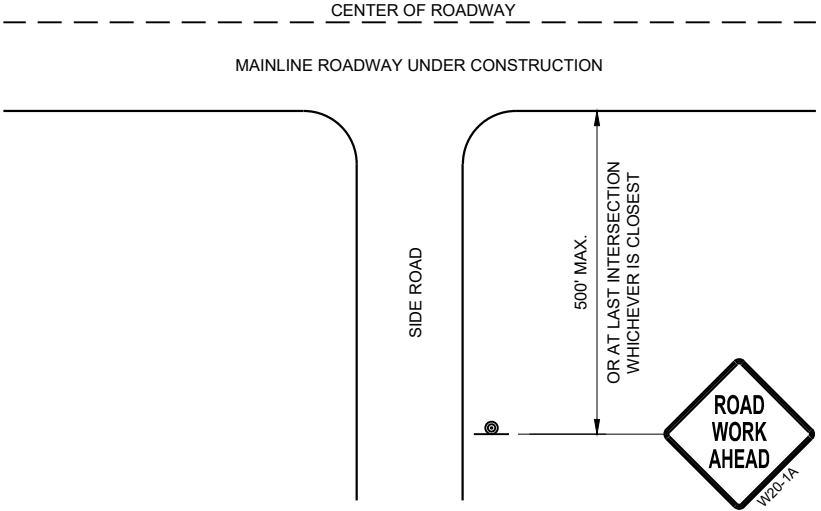 CENTER OF ROADWAY
MAINLINE ROADWAY UNDER CONSTRUCTION
SIDE ROAD
500' MAX.
OR AT LAST INTERSECTION
WHICHEVER IS CLOSEST
ROAD
WORK
AHEAD
W20-1A